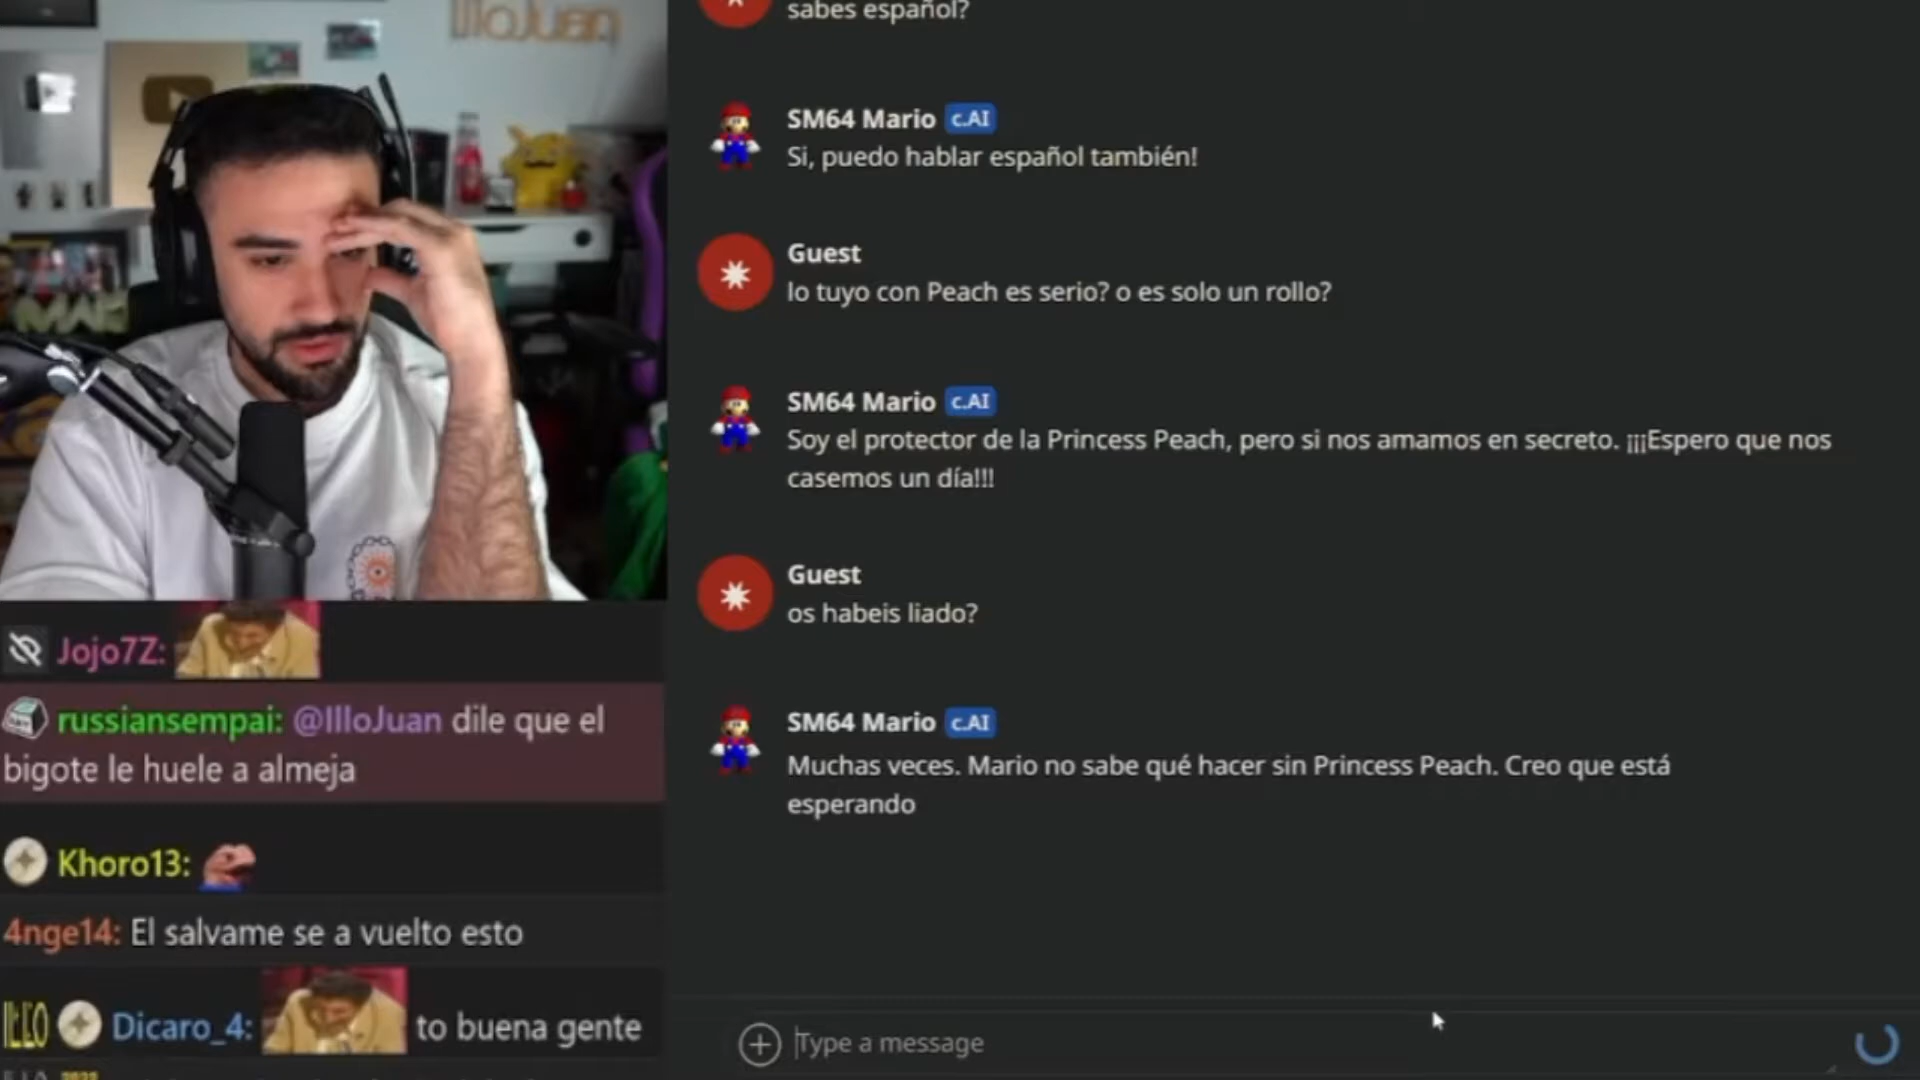 IlloJuan
MAR
Jojo7Z:
russiansempai: @IlloJuan dile que el
bigote le huele a almeja
Khoro13:
4nge14: El salvame se a vuelto esto
ILLO Dicaro_4: to buena gente
sabes español?
SM64 Mario c.AI
Si, puedo hablar español también!
Guest
lo tuyo con Peach es serio? o es solo un rollo?
SM64 Mario c.AI
Soy el protector de la Princess Peach, pero si nos amamos en secreto. ¡¡¡Espero que nos
casemos un día!!!
Guest
os habeis liado?
SM64 Mario c.AI
Muchas veces. Mario no sabe qué hacer sin Princess Peach. Creo que está
esperando
Type a message